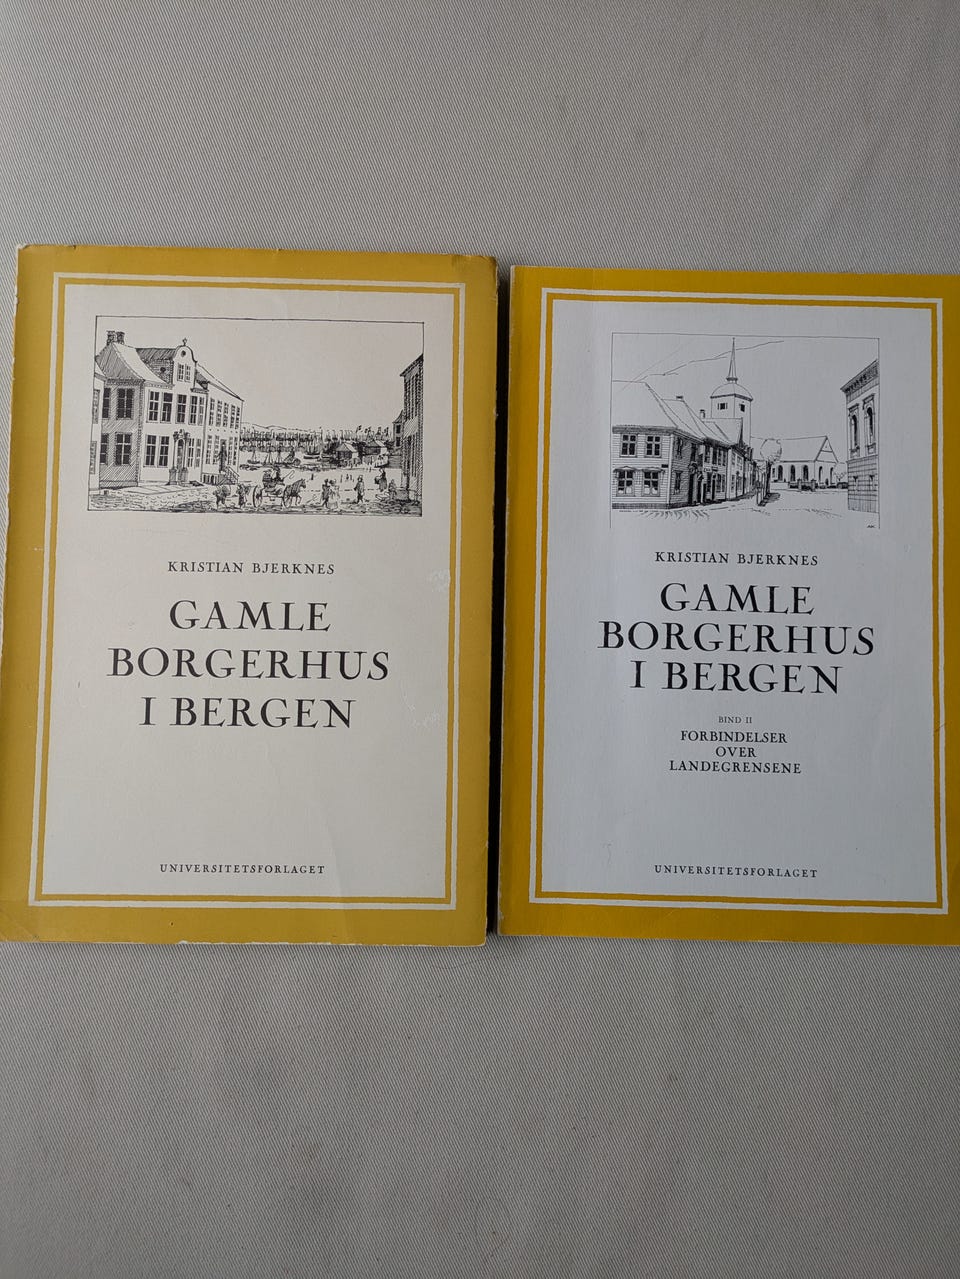 KRISTIAN BJERKNES
GAMLE
BORGERHUS
I BERGEN
UNIVERSITETSFORLAGET
KRISTIAN BJERKNES
GAMLE
BORGERHUS
I BERGEN
BIND II
FORBINDELSER
OVER
LANDEGRENSENE
UNIVERSITETSFORLAGET